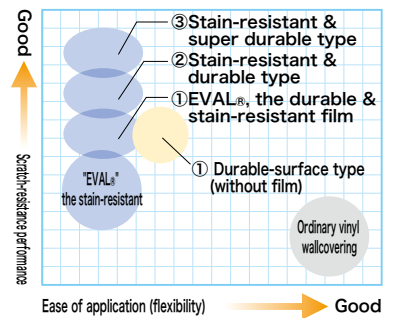 Good
Scratch-resistance performance
③Stain-resistant &
super durable type
②Stain-resistant &
durable type
①EVAL®, the durable &
stain-resistant film
① Durable-surface type
(without film)
"EVAL®"
the stain-resistant
Ordinary vinyl
wallcovering
Ease of application (flexibility)
Good